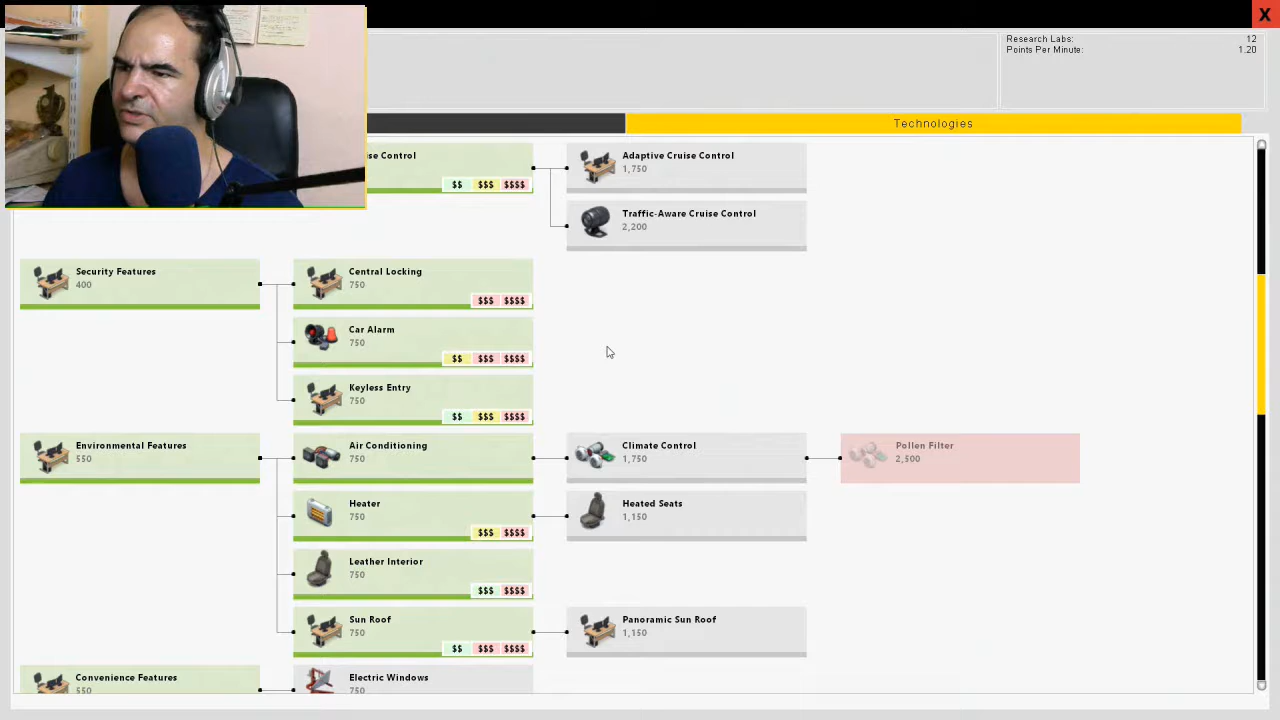 X
Research Labs: 12
Points Per Minute: 1.20
Technologies
ise Control
$$ $$$ $$$$
Adaptive Cruise Control
1,750
Traffic-Aware Cruise Control
2,200
Security Features
400
Central Locking
750
$$$ $$$$
Car Alarm
750
$$ $$$ $$$$
Keyless Entry
750
$$ $$$ $$$$
Environmental Features
550
Air Conditioning
750
Climate Control
1,750
Pollen Filter
2,500
Heater
750
$$$ $$$$
Heated Seats
1,150
Leather Interior
750
$$$ $$$$
Sun Roof
750
$$ $$$ $$$$
Panoramic Sun Roof
1,150
Convenience Features
550
Electric Windows
750